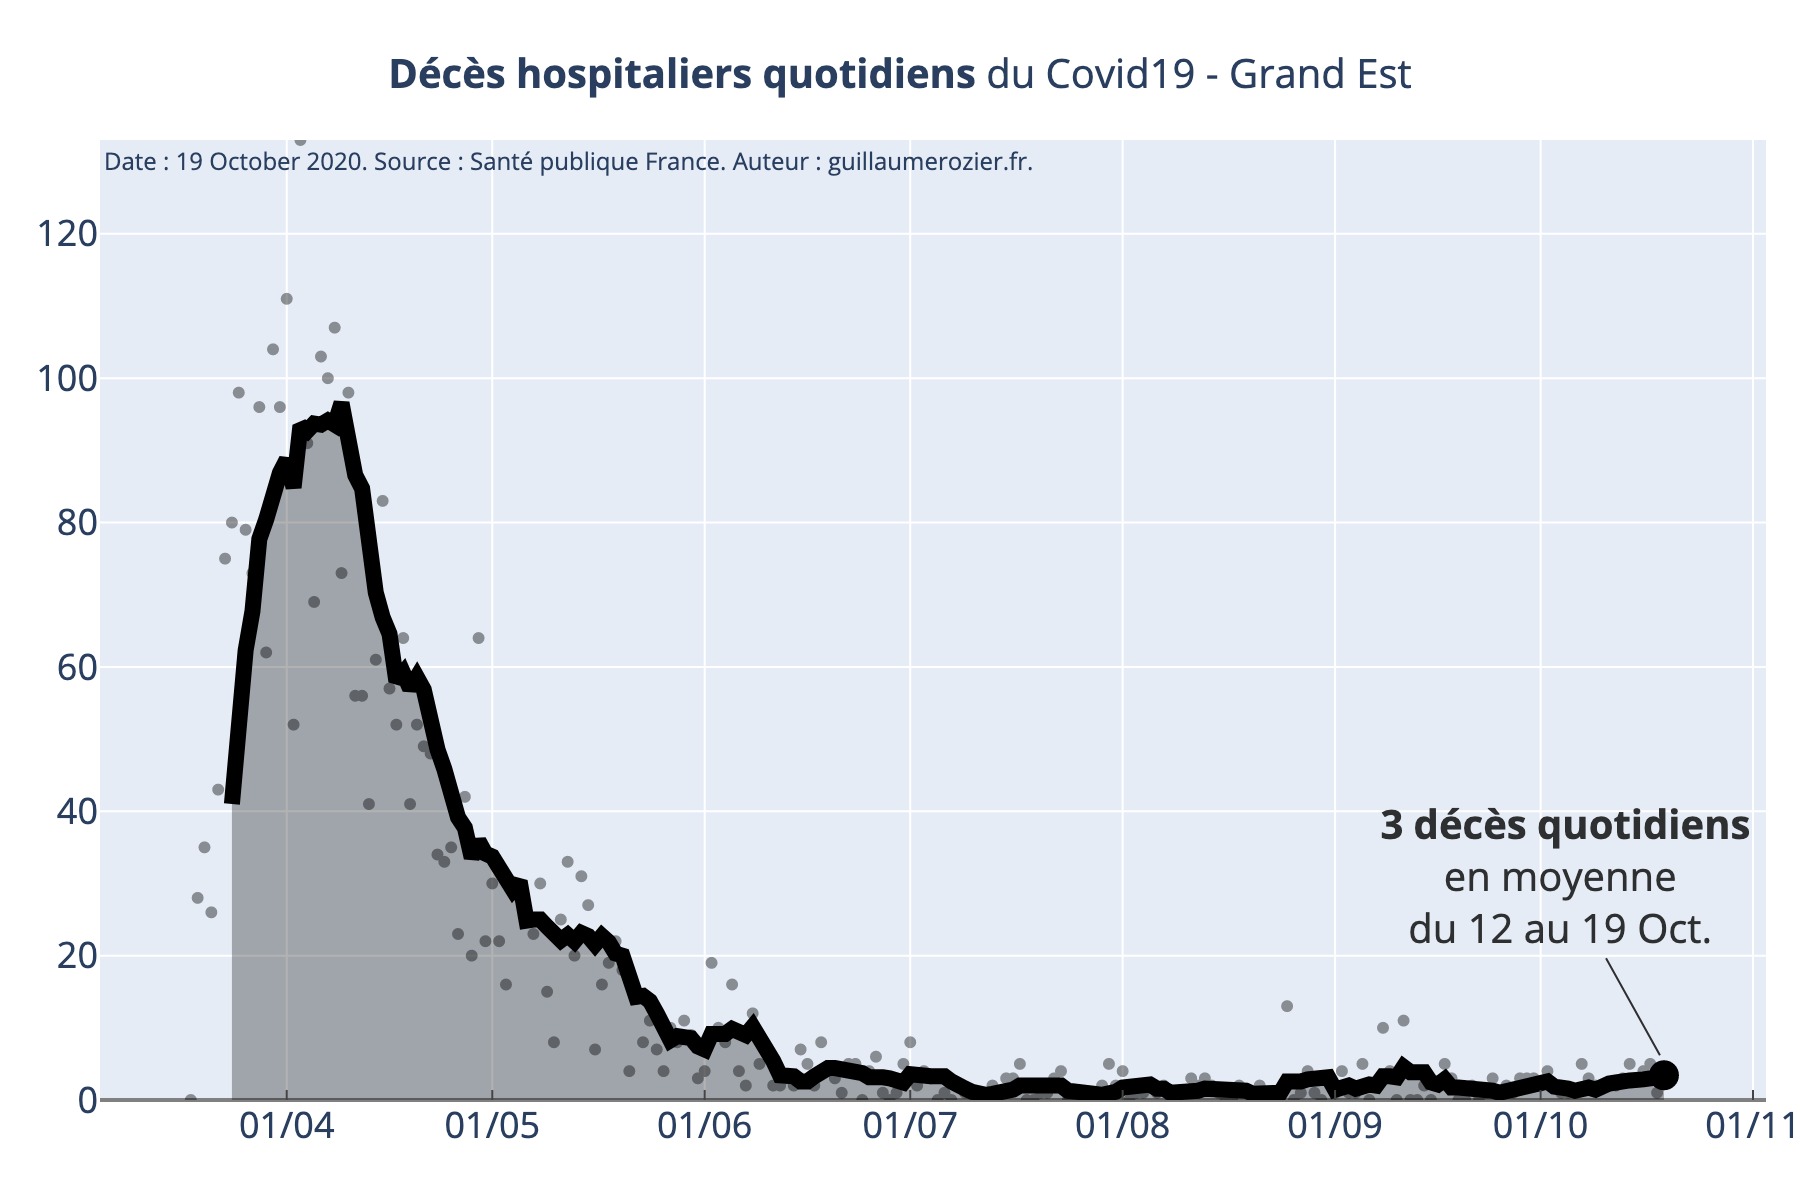 Décès hospitaliers quotidiens du Covid19 - Grand Est
Date : 19 October 2020. Source : Santé publique France. Auteur : guillaumerozier.fr.
120
100
80
60
40
20
0
3 décès quotidiens
en moyenne
du 12 au 19 Oct.
01/04 01/05 01/06 01/07 01/08 01/09 01/10 01/11